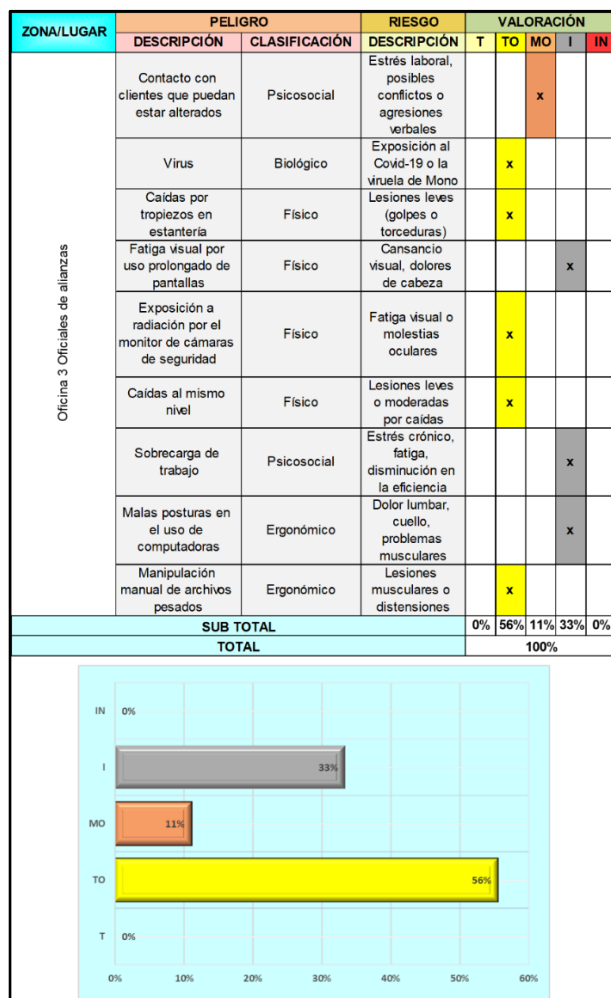 ZONA/LUGAR PELIGRO RIESGO VALORACIÓN
DESCRIPCIÓN CLASIFICACIÓN DESCRIPCIÓN T TO MO I IN
Oficina 3 Oficiales de alianzas
Contacto con
clientes que puedan
estar alterados
Psicosocial
Estrés laboral,
posibles
conflictos o
agresiones
verbales
x
Virus
Biológico
Exposición al
Covid-19 o la
viruela de Mono
x
Caídas por
tropiezos en
estantería
Físico
Lesiones leves
(golpes o
torceduras)
x
Fatiga visual por
uso prolongado de
pantallas
Físico
Cansancio
visual, dolores
de cabeza
x
Exposición a
radiación por el
monitor de cámaras
de seguridad
Físico
Fatiga visual o
molestias
oculares
x
Caídas al mismo
nivel
Físico
Lesiones leves
o moderadas
por caídas
x
Sobrecarga de
trabajo
Psicosocial
Estrés crónico,
fatiga,
disminución en
la eficiencia
x
Malas posturas en
el uso de
computadoras
Ergonómico
Dolor lumbar,
cuello,
problemas
musculares
x
Manipulación
manual de archivos
pesados
Ergonómico
Lesiones
musculares o
distensiones
x
SUB TOTAL 0% 56% 11% 33% 0%
TOTAL 100%
IN 0%
I 33%
MO 11%
TO 56%
T 0%
0% 10% 20% 30% 40% 50% 60%